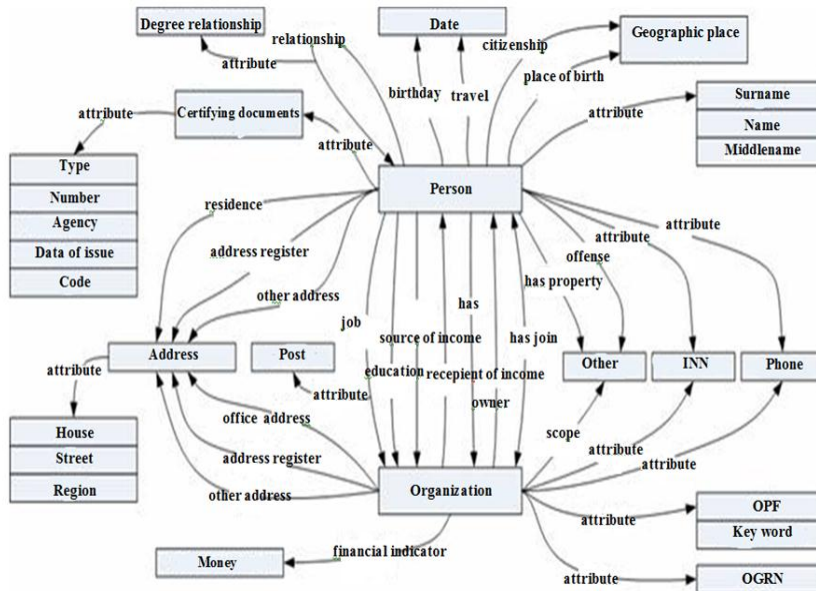 Degree relationship
relationship
Date
citizenship
Geographic place
attribute
birthday
travel
place of birth
Surname
attribute
Certifying documents
attribute
Name
attribute
Middlename
Type
Person
Number
residence
attribute
Agency
attribute
Data of issue
address register
offense
Code
other address
has
has property
job
source of income
has join
Address
Post
Other
INN
Phone
attribute
education
recepient of income
attribute
owner
office address
scope
House
attribute
Street
address register
attribute
Region
other address
Organization
OPF
attribute
Key word
Money
financial indicator
attribute
OGRN